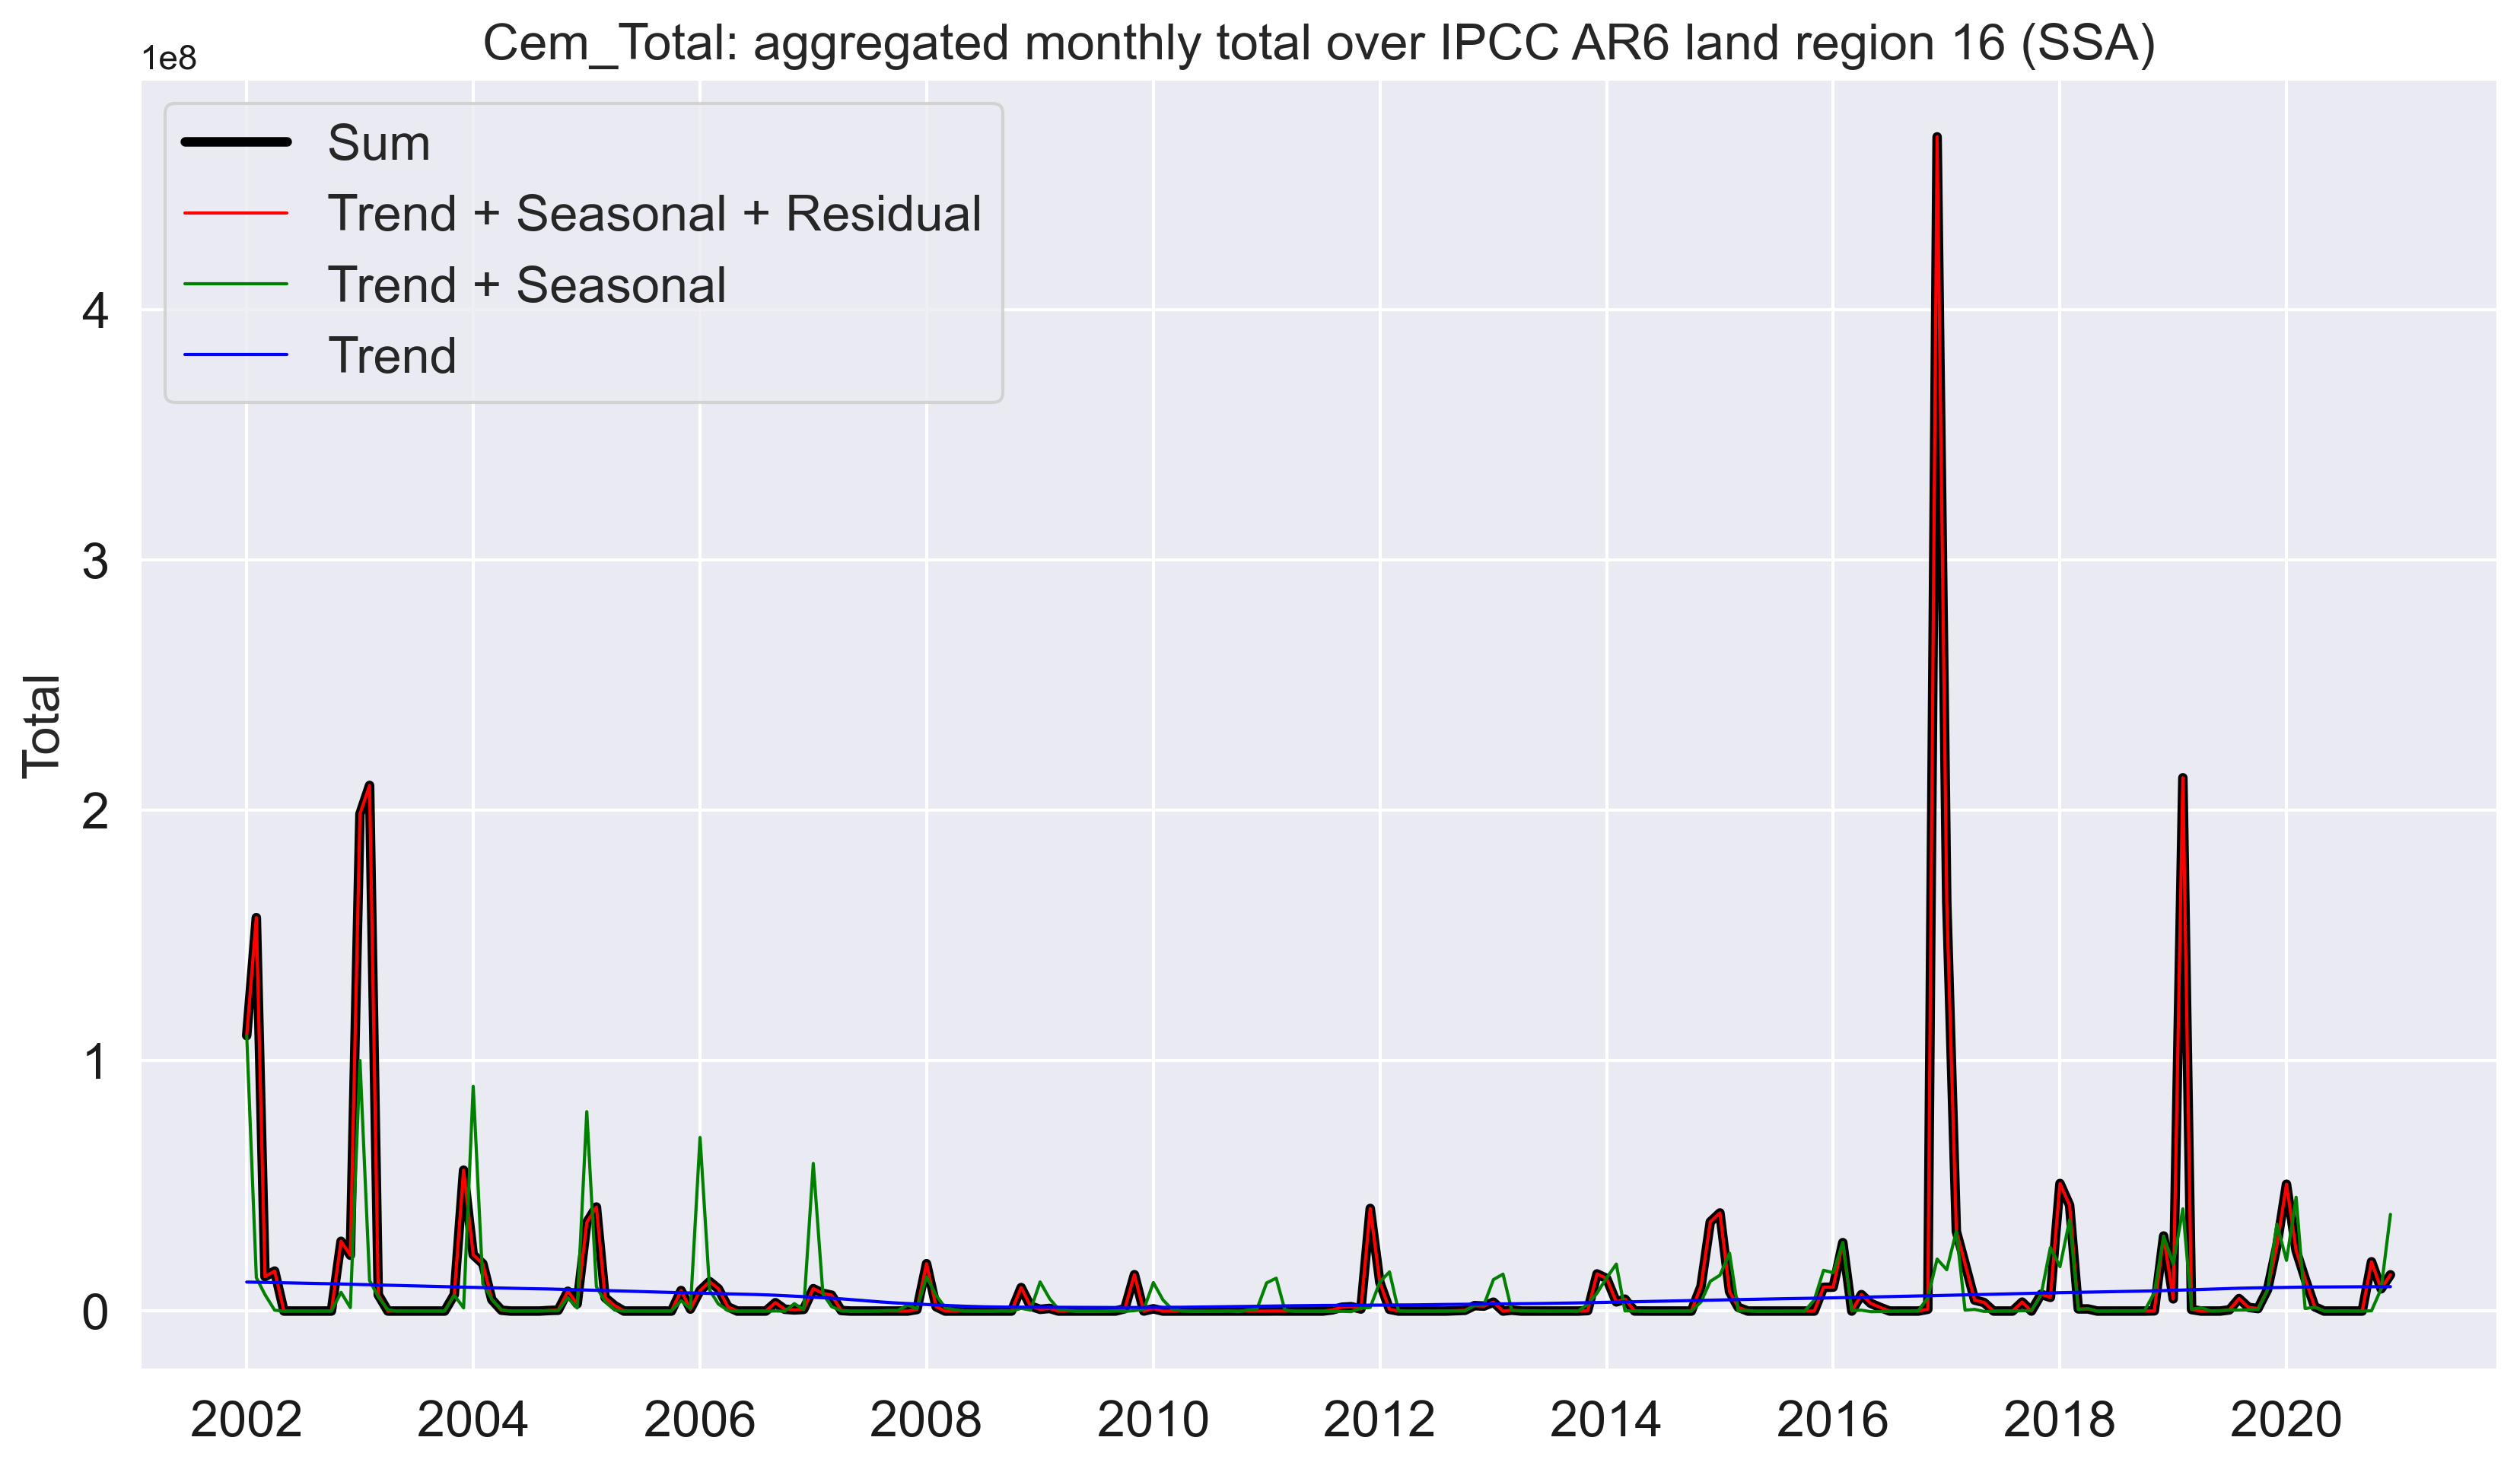 Cem_Total: aggregated monthly total over IPCC AR6 land region 16 (SSA)
1e8
Sum
Trend + Seasonal + Residual
Trend + Seasonal
Trend
Total
4
3
2
1
0
2002 2004 2006 2008 2010 2012 2014 2016 2018 2020